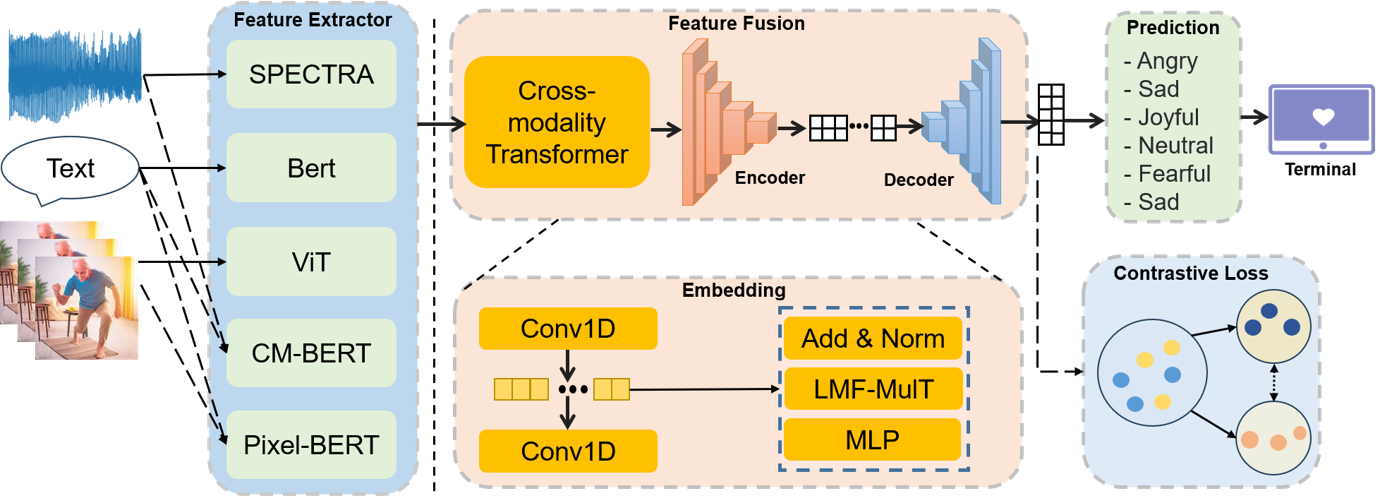 Text
Feature Extractor
SPECTRA
Bert
ViT
CM-BERT
Pixel-BERT
Feature Fusion
Cross-
modality
Transformer
Encoder
Decoder
Embedding
Conv1D
Conv1D
Add & Norm
LMF-MulT
MLP
Prediction
- Angry
- Sad
- Joyful
- Neutral
- Fearful
- Sad
Terminal
Contrastive Loss